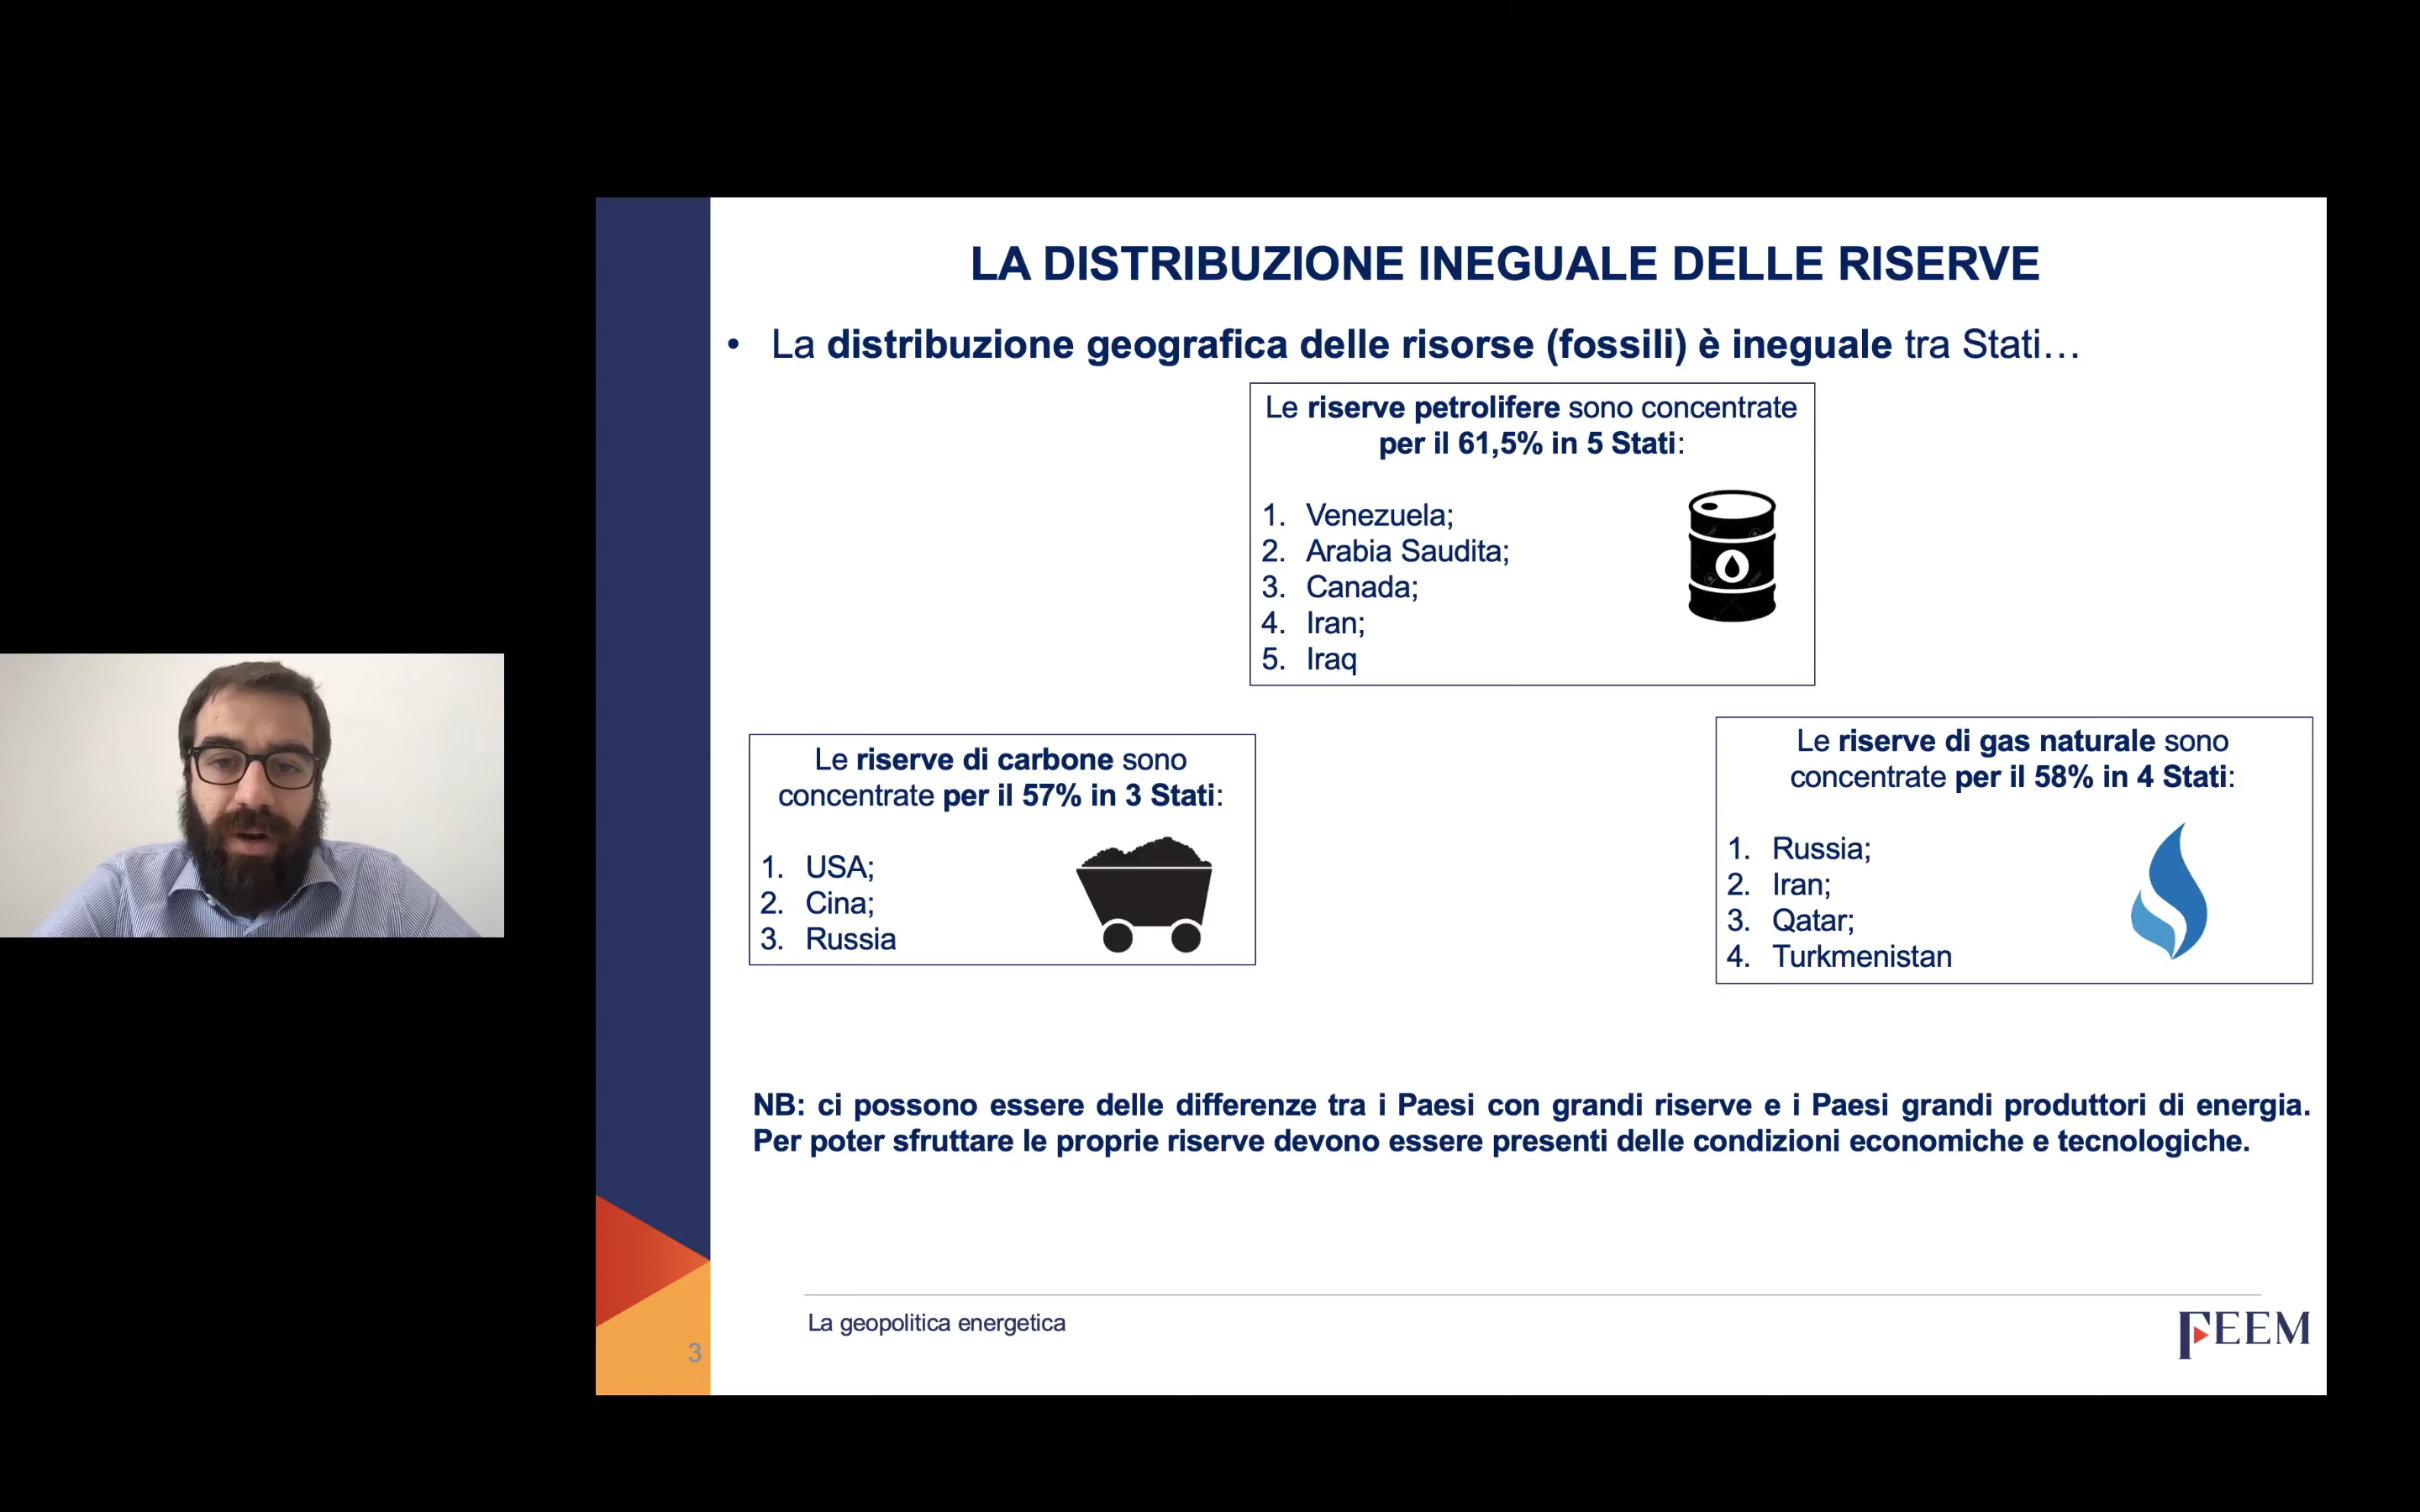 LA DISTRIBUZIONE INEGUALE DELLE RISERVE
• La distribuzione geografica delle risorse (fossili) è ineguale tra Stati…
Le riserve petrolifere sono concentrate
per il 61,5% in 5 Stati:
1. Venezuela;
2. Arabia Saudita;
3. Canada;
4. Iran;
5. Iraq
Le riserve di carbone sono
concentrate per il 57% in 3 Stati:
1. USA;
2. Cina;
3. Russia
Le riserve di gas naturale sono
concentrate per il 58% in 4 Stati:
1. Russia;
2. Iran;
3. Qatar;
4. Turkmenistan
NB: ci possono essere delle differenze tra i Paesi con grandi riserve e i Paesi grandi produttori di energia.
Per poter sfruttare le proprie riserve devono essere presenti delle condizioni economiche e tecnologiche.
La geopolitica energetica
3
FEEM